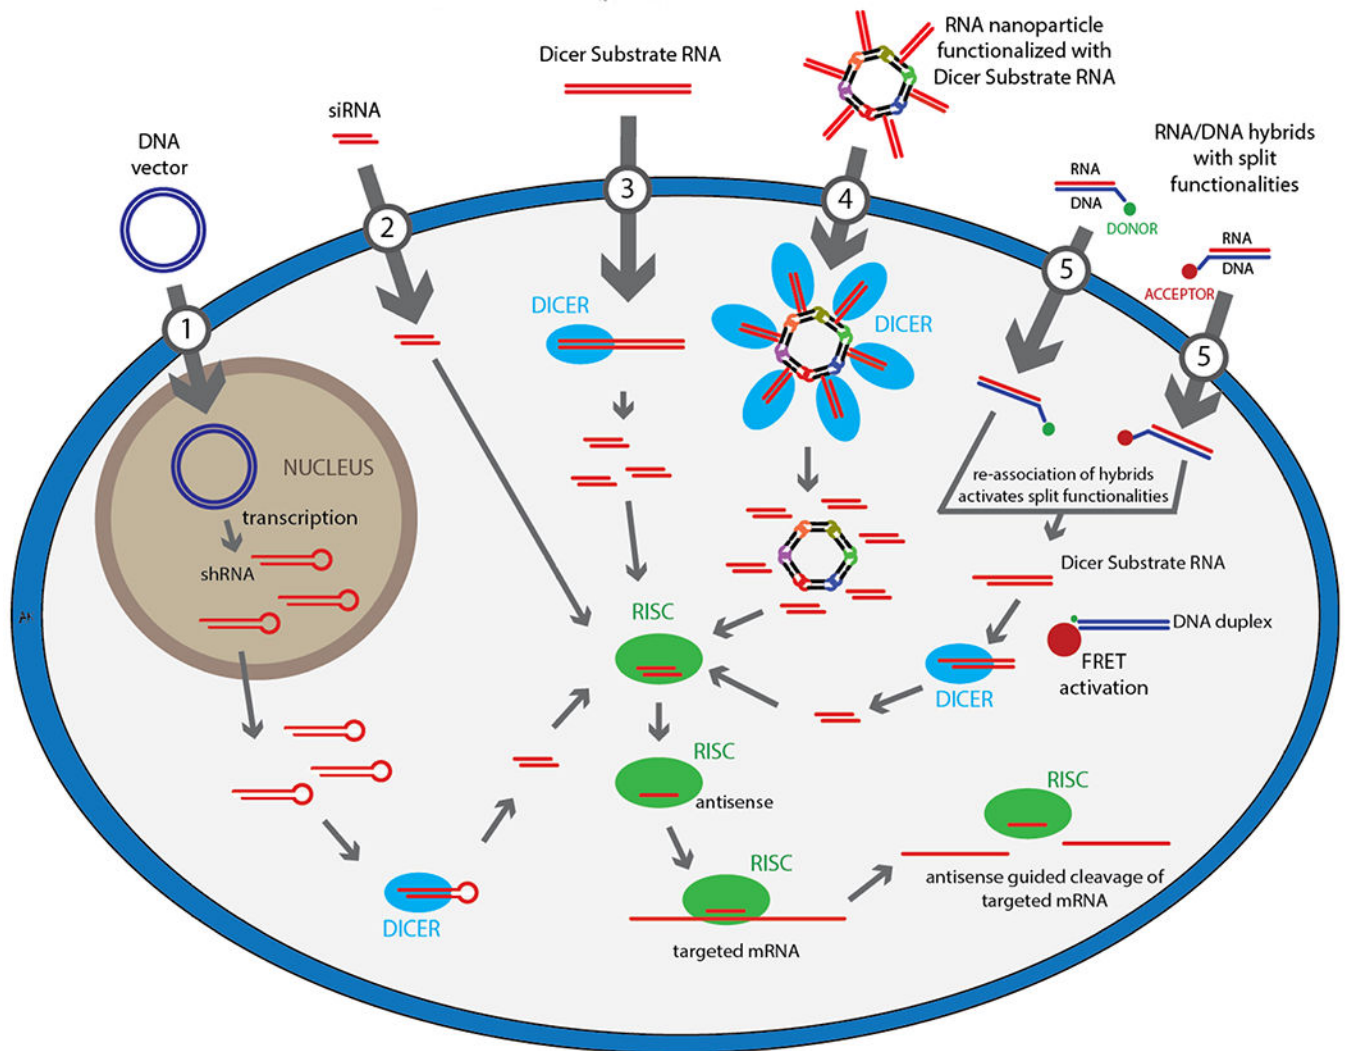 RNA nanoparticle
functionalized with
Dicer Substrate RNA
Dicer Substrate RNA
siRNA
DNA
vector
RNA/DNA hybrids
with split
functionalities
RNA
DNA
DONOR
RNA
DNA
ACCEPTOR
1
2
3
4
5
5
DICER
DICER
NUCLEUS
transcription
shRNA
re-association of hybrids
activates split functionalities
Dicer Substrate RNA
DNA duplex
FRET
activation
DICER
RISC
RISC
antisense
RISC
targeted mRNA
RISC
antisense guided cleavage of
targeted mRNA
DICER